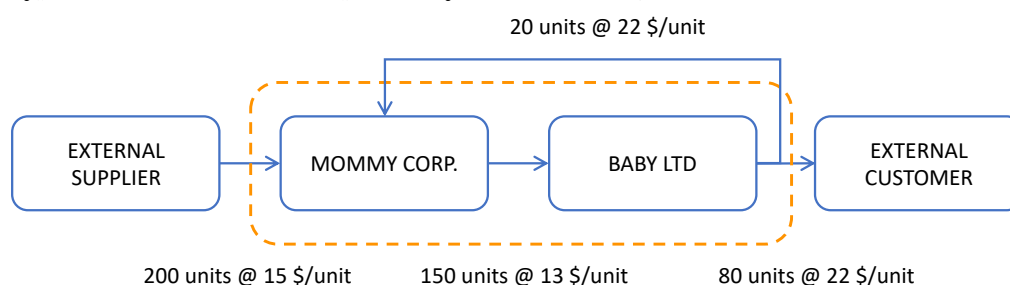 20 units @ 22 $/unit
EXTERNAL
SUPPLIER
MOMMY CORP.
BABY LTD
EXTERNAL
CUSTOMER
200 units @ 15 $/unit
150 units @ 13 $/unit
80 units @ 22 $/unit